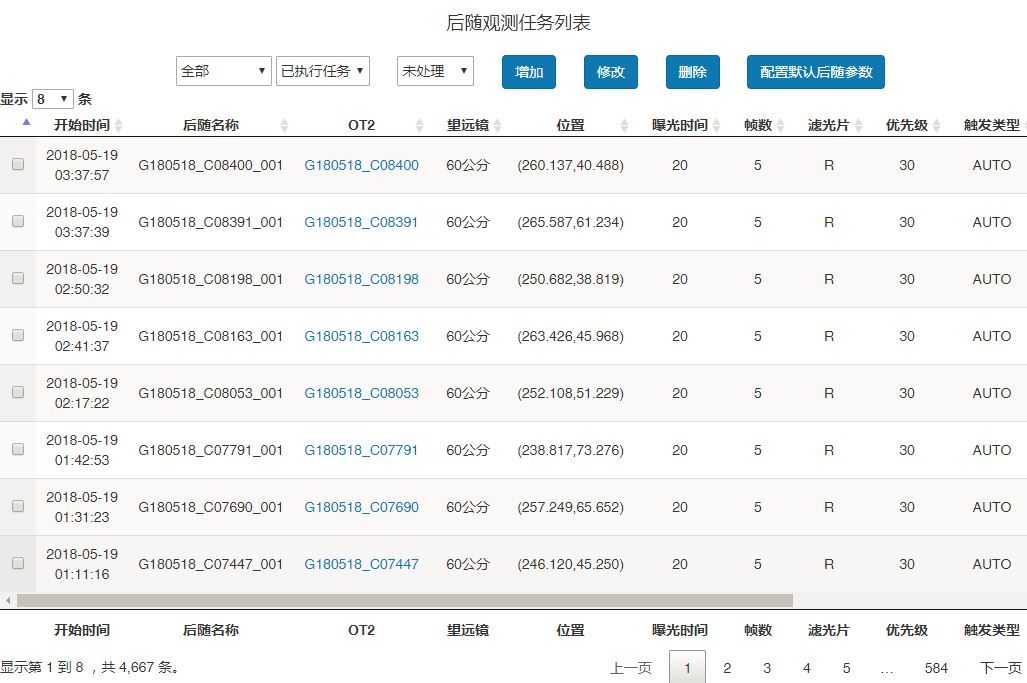 后随观测任务列表
全部 已执行任务 未处理 增加 修改 删除 配置默认后随参数
显示 8 条
开始时间 后随名称 OT2 望远镜 位置 曝光时间 帧数 滤光片 优先级 触发类型
2018-05-19 03:37:57 G180518_C08400_001 G180518_C08400 60公分 (260.137,40.488) 20 5 R 30 AUTO
2018-05-19 03:37:39 G180518_C08391_001 G180518_C08391 60公分 (265.587,61.234) 20 5 R 30 AUTO
2018-05-19 02:50:32 G180518_C08198_001 G180518_C08198 60公分 (250.682,38.819) 20 5 R 30 AUTO
2018-05-19 02:41:37 G180518_C08163_001 G180518_C08163 60公分 (263.426,45.968) 20 5 R 30 AUTO
2018-05-19 02:17:22 G180518_C08053_001 G180518_C08053 60公分 (252.108,51.229) 20 5 R 30 AUTO
2018-05-19 01:42:53 G180518_C07791_001 G180518_C07791 60公分 (238.817,73.276) 20 5 R 30 AUTO
2018-05-19 01:31:23 G180518_C07690_001 G180518_C07690 60公分 (257.249,65.652) 20 5 R 30 AUTO
2018-05-19 01:11:16 G180518_C07447_001 G180518_C07447 60公分 (246.120,45.250) 20 5 R 30 AUTO
开始时间 后随名称 OT2 望远镜 位置 曝光时间 帧数 滤光片 优先级 触发类型
显示第 1 到 8 ，共 4,667 条。 上一页 1 2 3 4 5 … 584 下一页